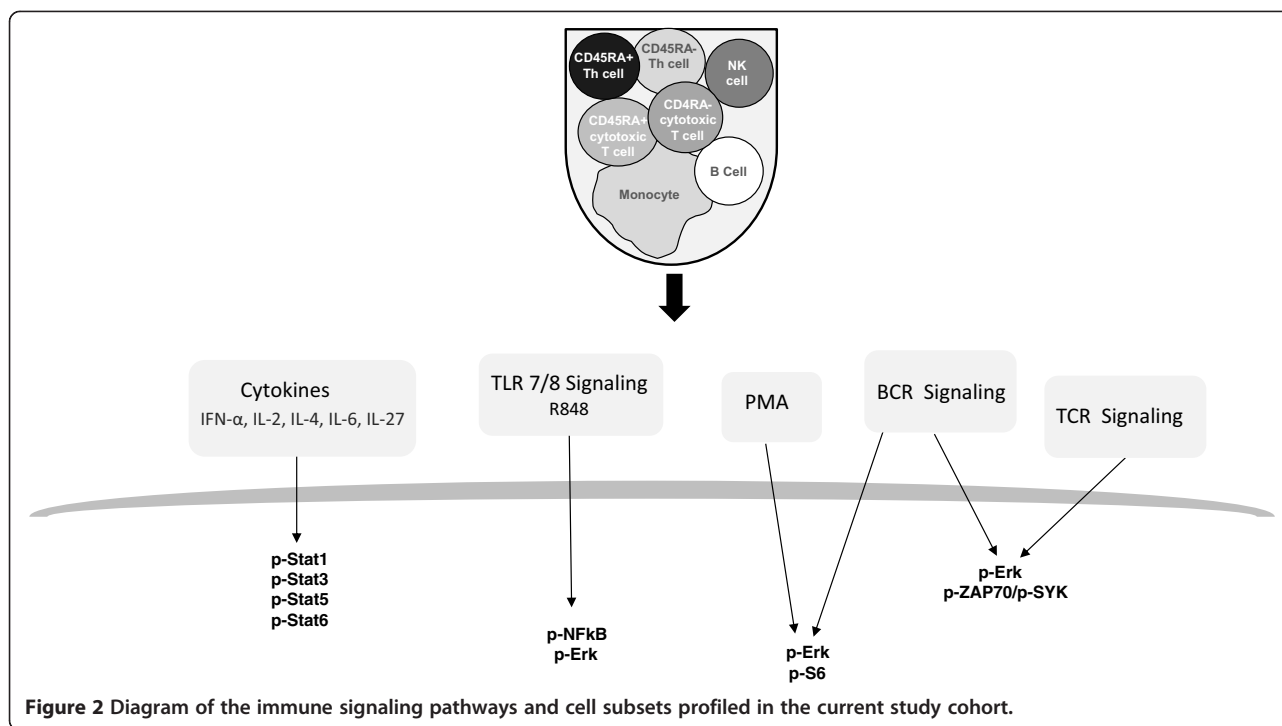 CD45RA+
Th cell
CD45RA-
Th cell
NK
cell
CD45RA+
cytotoxic
T cell
CD4RA-
cytotoxic
T cell
B Cell
Monocyte
Cytokines
IFN-α, IL-2, IL-4, IL-6, IL-27
TLR 7/8 Signaling
R848
PMA
BCR Signaling
TCR Signaling
p-Stat1
p-Stat3
p-Stat5
p-Stat6
p-NFkB
p-Erk
p-Erk
p-S6
p-Erk
p-ZAP70/p-SYK
Figure 2 Diagram of the immune signaling pathways and cell subsets profiled in the current study cohort.